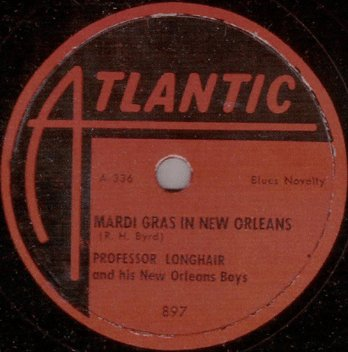 ATLANTIC
A-336 Blues Novelty
MARDI GRAS IN NEW ORLEANS
(R. H. Byrd)
PROFESSOR LONGHAIR
and his New Orleans Boys
897